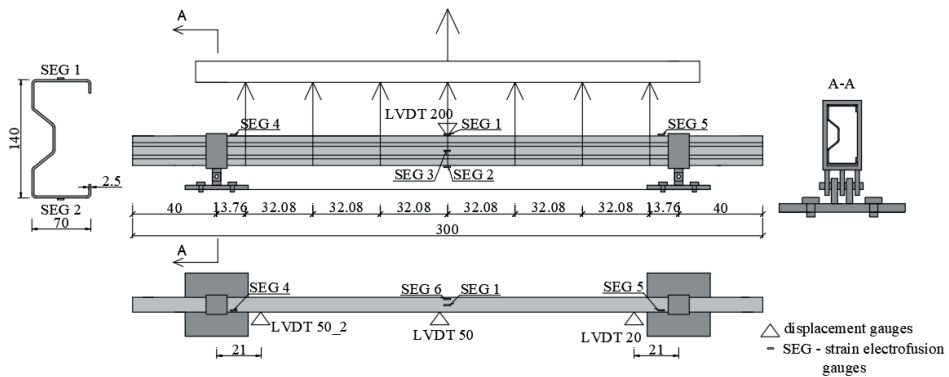 A
SEG 1
140
2.5
SEG 2
70
LVDT 200
SEG 4
SEG 1
SEG 5
SEG 3
SEG 2
A-A
40
13.76
32.08
32.08
32.08
32.08
32.08
32.08
13.76
40
300
A
SEG 4
SEG 6
SEG 1
SEG 5
LVDT 50_2
LVDT 50
LVDT 20
21
21
displacement gauges
SEG - strain electrofusion
gauges